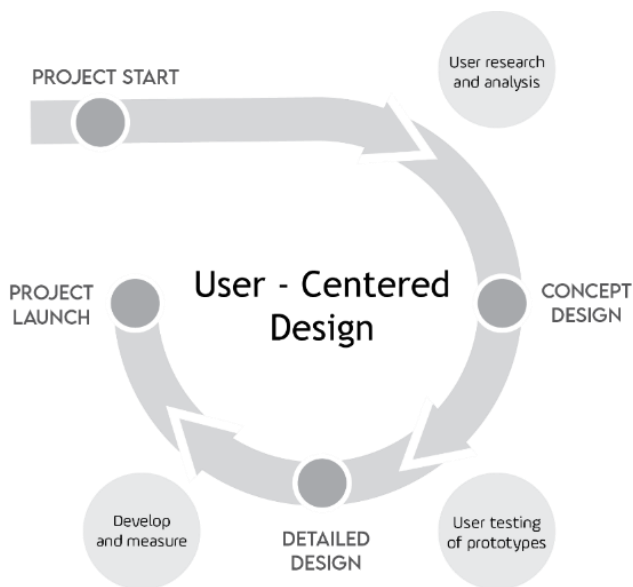 PROJECT START
User research
and analysis
User - Centered
Design
CONCEPT
DESIGN
User testing
of prototypes
DETAILED
DESIGN
Develop
and measure
PROJECT
LAUNCH